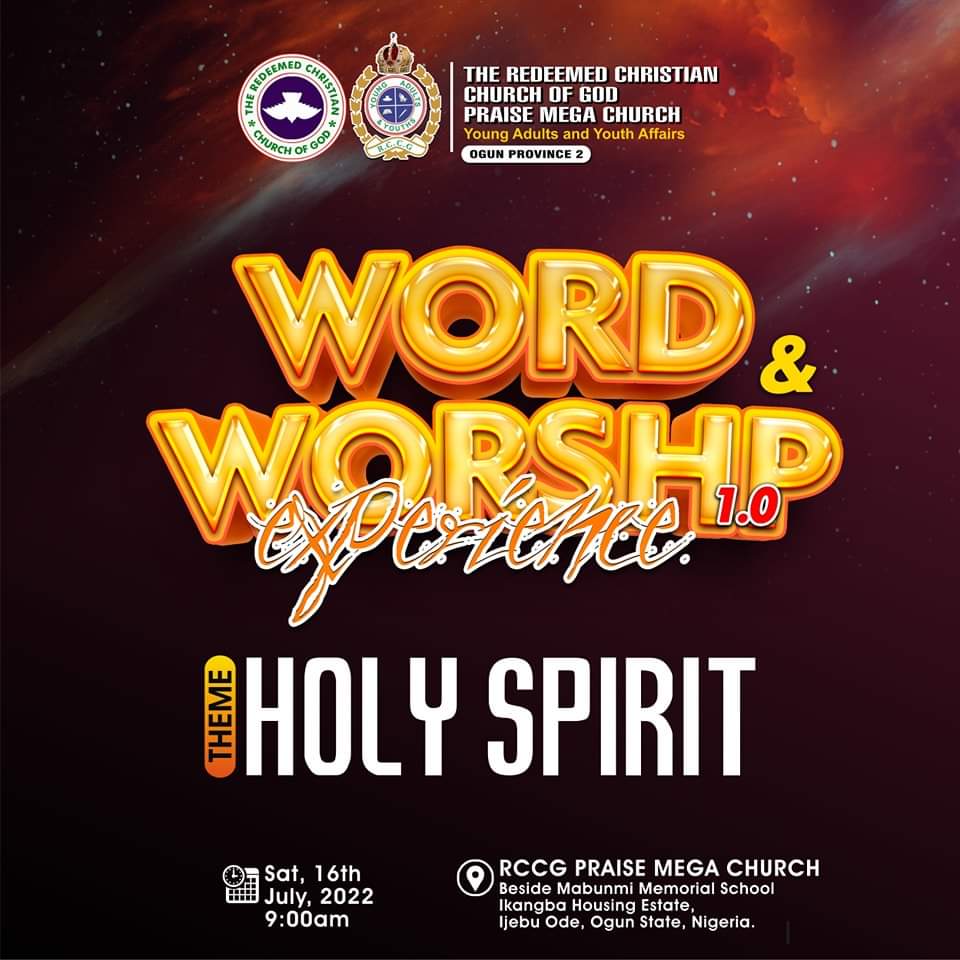 THE REDEEMED CHRISTIAN
CHURCH OF GOD
YOUNG ADULTS
& YOUTHS
R.C.C.G
THE REDEEMED CHRISTIAN
CHURCH OF GOD
PRAISE MEGA CHURCH
Young Adults and Youth Affairs
OGUN PROVINCE 2
WORD
&
WORSHP
experience
1.0
THEME
HOLY SPIRIT
Sat, 16th
July, 2022
9:00am
RCCG PRAISE MEGA CHURCH
Beside Mabunmi Memorial School
Ikangba Housing Estate,
Ijebu Ode, Ogun State, Nigeria.